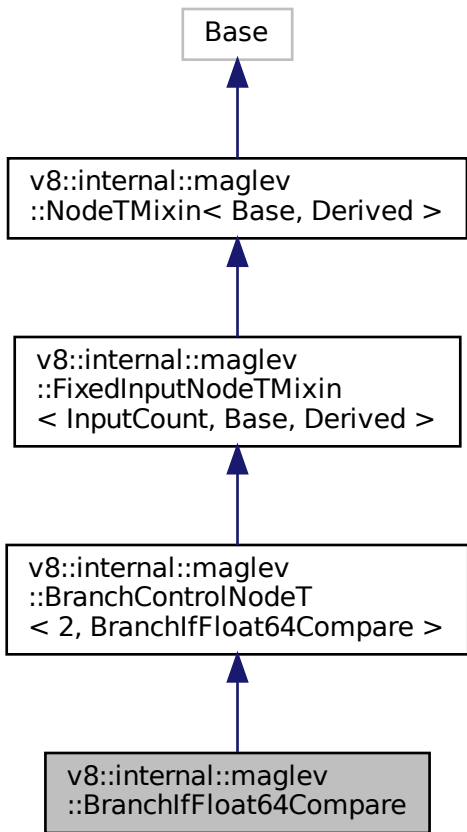 Base
v8::internal::maglev
::NodeTMixin< Base, Derived >
v8::internal::maglev
::FixedInputNodeTMixin
< InputCount, Base, Derived >
v8::internal::maglev
::BranchControlNodeT
< 2, BranchIfFloat64Compare >
v8::internal::maglev
::BranchIfFloat64Compare